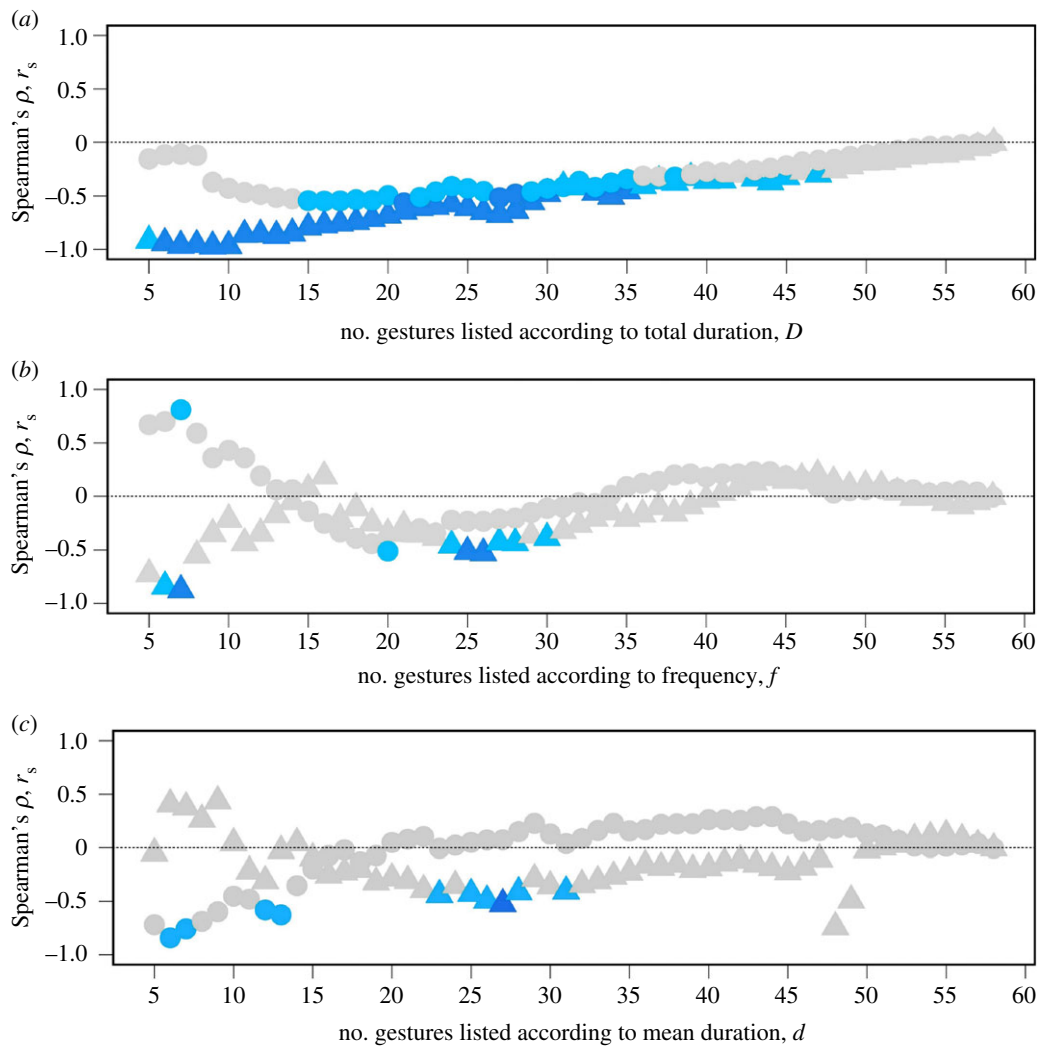 (a)
1.0
0.5
0
−0.5
−1.0
Spearman's ρ, rs
5 10 15 20 25 30 35 40 45 50 55 60
no. gestures listed according to total duration, D
(b)
1.0
0.5
0
−0.5
−1.0
Spearman's ρ, rs
5 10 15 20 25 30 35 40 45 50 55 60
no. gestures listed according to frequency, f
(c)
1.0
0.5
0
−0.5
−1.0
Spearman's ρ, rs
5 10 15 20 25 30 35 40 45 50 55 60
no. gestures listed according to mean duration, d